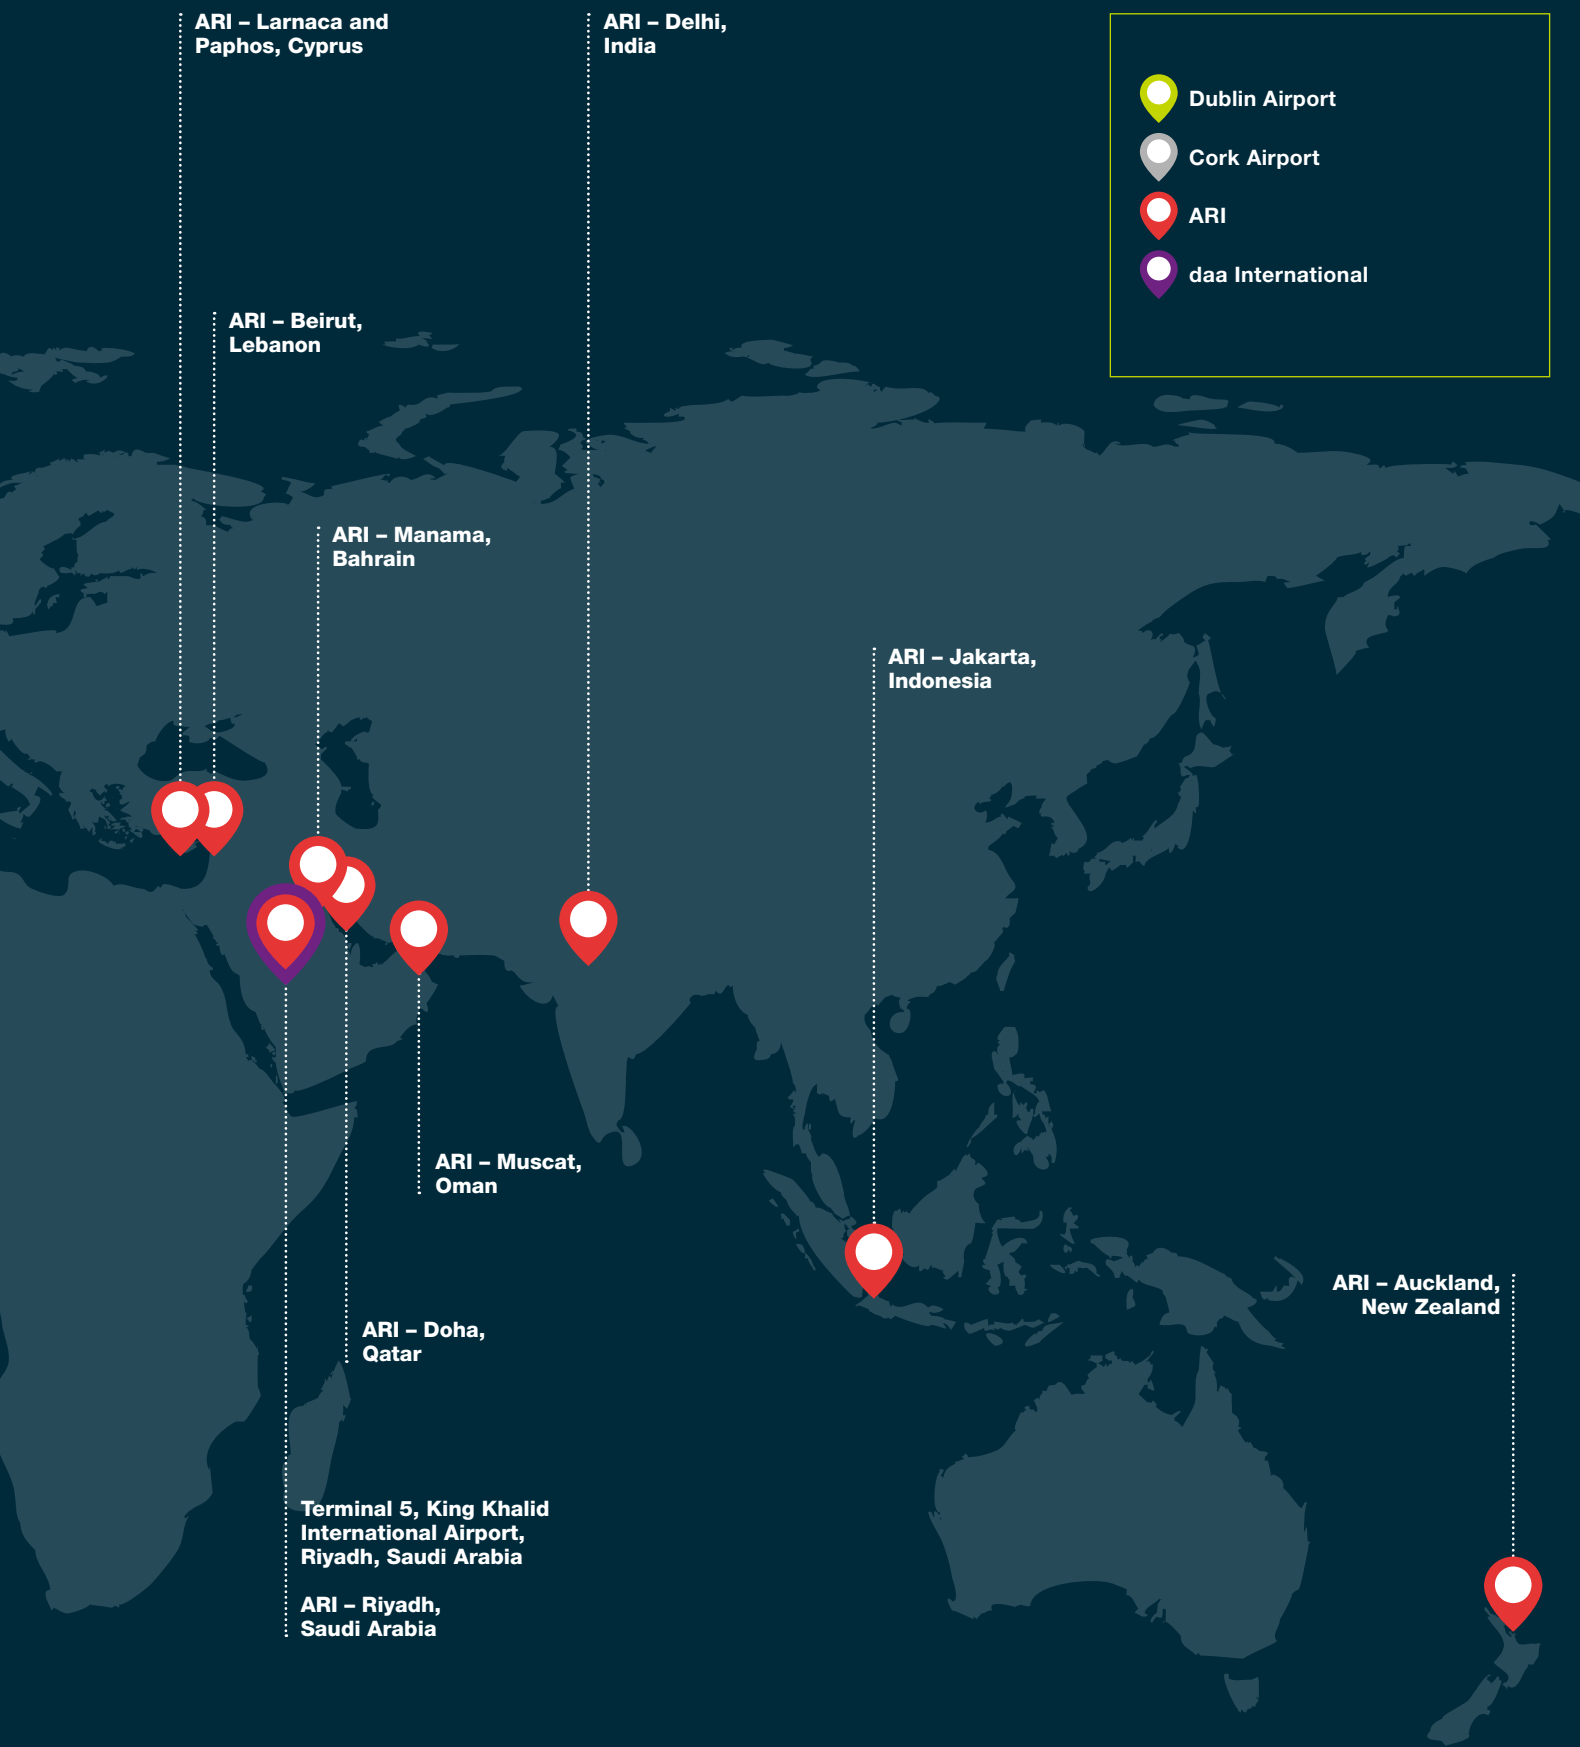 ARI – Larnaca and
Paphos, Cyprus
ARI – Delhi,
India
Dublin Airport
Cork Airport
ARI
daa International
ARI – Beirut,
Lebanon
ARI – Manama,
Bahrain
ARI – Jakarta,
Indonesia
ARI – Muscat,
Oman
ARI – Auckland,
New Zealand
ARI – Doha,
Qatar
Terminal 5, King Khalid
International Airport,
Riyadh, Saudi Arabia
ARI – Riyadh,
Saudi Arabia